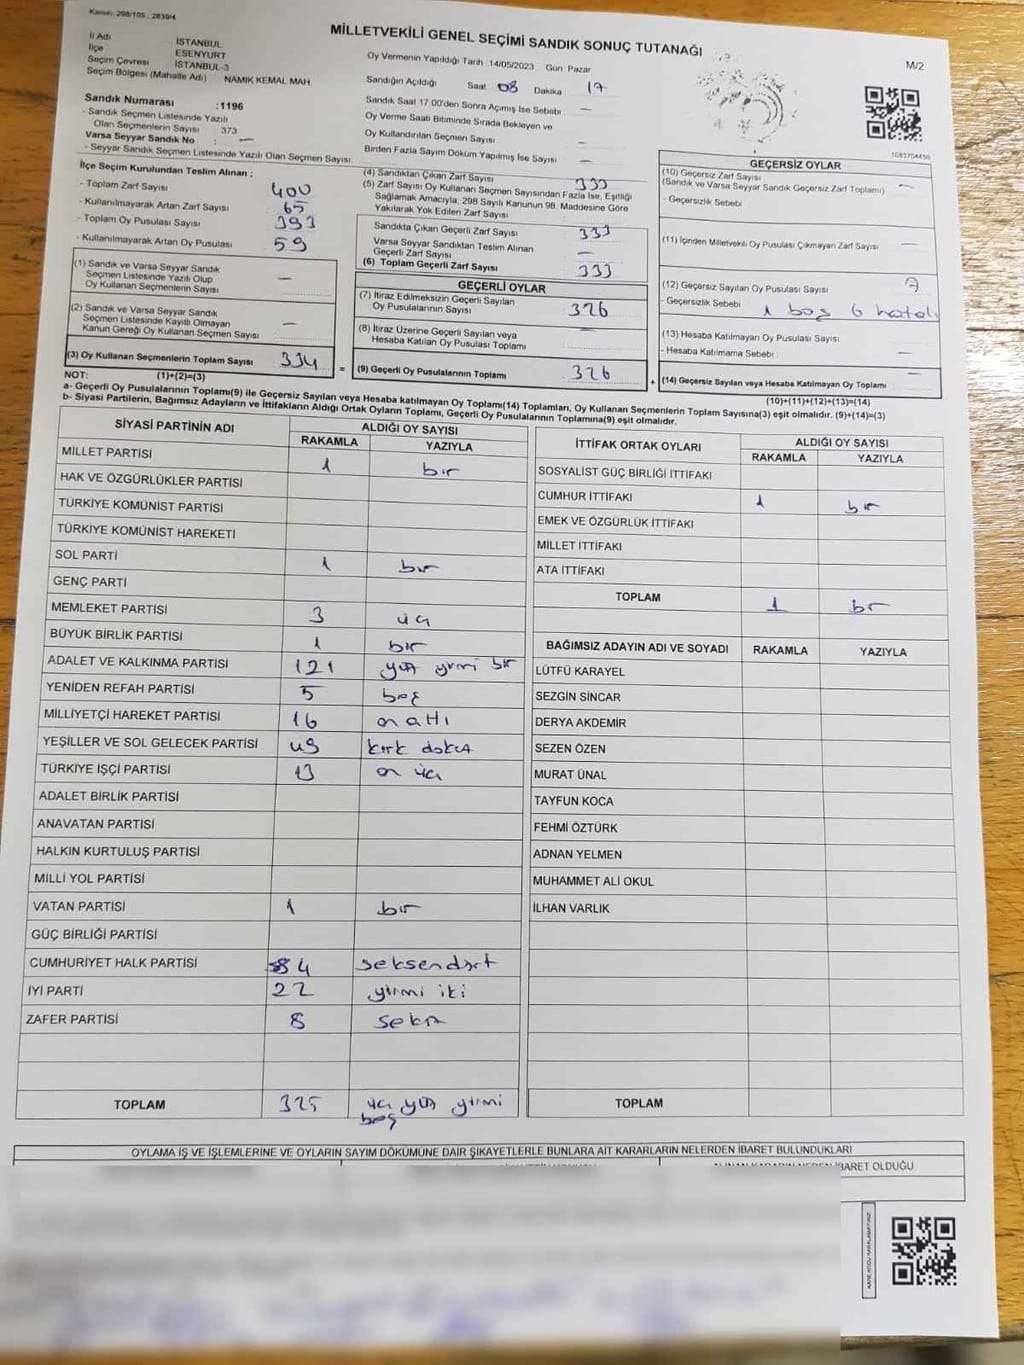 Kanun: 298/105 , 2839/4
MİLLETVEKİLİ GENEL SEÇİMİ SANDIK SONUÇ TUTANAĞI
M/2
İl Adı : İSTANBUL
İlçe : ESENYURT
Seçim Çevresi : İSTANBUL-3
Seçim Bölgesi (Mahalle Adı) NAMIK KEMAL MAH.
Sandık Numarası :1196
- Sandık Seçmen Listesinde Yazılı
Olan Seçmenlerin Sayısı : 373
Varsa Seyyar Sandık No : —
- Seyyar Sandık Seçmen Listesinde Yazılı Olan Seçmen Sayısı:
Oy Vermenin Yapıldığı Tarih :14/05/2023 Gün : Pazar
Sandığın Açıldığı Saat 08 Dakika 17
Sandık Saat 17:00'den Sonra Açımış İse Sebebi : —
Oy Verme Saati Bitiminde Sırada Bekleyen ve
Oy Kullandırılan Seçmen Sayısı : —
Birden Fazla Sayım Döküm Yapılmış İse Sayısı : —
1083704450
İlçe Seçim Kurulundan Teslim Alınan :
- Toplam Zarf Sayısı : 400
- Kullanılmayarak Artan Zarf Sayısı : 65
- Toplam Oy Pusulası Sayısı : 393
- Kullanılmayarak Artan Oy Pusulası : 59
(1) Sandık ve Varsa Seyyar Sandık
Seçmen Listesinde Yazılı Olup
Oy Kullanan Seçmenlerin Sayısı : —
(2) Sandık ve Varsa Seyyar Sandık
Seçmen Listesinde Kayıtlı Olmayan
Kanun Gereği Oy Kullanan Seçmen Sayısı : —
(3) Oy Kullanan Seçmenlerin Toplam Sayısı : 334
(4) Sandıktan Çıkan Zarf Sayısı : 333
(5) Zarf Sayısı Oy Kullanan Seçmen Sayısından Fazla İse, Eşitliği
Sağlamak Amacıyla, 298 Sayılı Kanunun 98. Maddesine Göre
Yakılarak Yok Edilen Zarf Sayısı :
Sandıkta Çıkan Geçerli Zarf Sayısı : 333
Varsa Seyyar Sandıktan Teslim Alınan
Geçerli Zarf Sayısı : —
(6) Toplam Geçerli Zarf Sayısı : 333
GEÇERLİ OYLAR
(7) İtiraz Edilmeksizin Geçerli Sayılan
Oy Pusulalarının Sayısı : 326
(8) İtiraz Üzerine Geçerli Sayılan veya
Hesaba Katılan Oy Pusulası Toplamı : —
= (9) Geçerli Oy Pusulalarının Toplamı : 326
GEÇERSİZ OYLAR
(10) Geçersiz Zarf Sayısı : —
(Sandık ve Varsa Seyyar Sandık Geçersiz Zarf Toplamı)
- Geçersizlik Sebebi :
(11) İçinden Milletvekili Oy Pusulası Çıkmayan Zarf Sayısı : —
(12) Geçersiz Sayılan Oy Pusulası Sayısı : 7
- Geçersizlik Sebebi : 1 boş 6 hatalı
(13) Hesaba Katılmayan Oy Pusulası Sayısı :
- Hesaba Katılmama Sebebi : —
+ (14) Geçersiz Sayılan veya Hesaba Katılmayan Oy Toplamı : —
NOT: (1)+(2)=(3) (10)+(11)+(12)+(13)=(14)
a- Geçerli Oy Pusulalarının Toplamı(9) ile Geçersiz Sayılan veya Hesaba katılmayan Oy Toplamı(14) Toplamları, Oy Kullanan Seçmenlerin Toplam Sayısına(3) eşit olmalıdır. (9)+(14)=(3)
b- Siyasi Partilerin, Bağımsız Adayların ve İttifakların Aldığı Ortak Oyların Toplamı, Geçerli Oy Pusulalarının Toplamına(9) eşit olmalıdır.
SİYASİ PARTİNİN ADI ALDIĞI OY SAYISI
RAKAMLA YAZIYLA
MİLLET PARTİSİ 1 bir
HAK VE ÖZGÜRLÜKLER PARTİSİ
TÜRKİYE KOMÜNİST PARTİSİ
TÜRKİYE KOMÜNİST HAREKETİ
SOL PARTİ 1 bir
GENÇ PARTİ
MEMLEKET PARTİSİ 3 üç
BÜYÜK BİRLİK PARTİSİ 1 bir
ADALET VE KALKINMA PARTİSİ 121 yüz yirmi bir
YENİDEN REFAH PARTİSİ 5 beş
MİLLİYETÇİ HAREKET PARTİSİ 16 on altı
YEŞİLLER VE SOL GELECEK PARTİSİ 49 kırk dokuz
TÜRKİYE İŞÇİ PARTİSİ 13 on üç
ADALET BİRLİK PARTİSİ
ANAVATAN PARTİSİ
HALKIN KURTULUŞ PARTİSİ
MİLLİ YOL PARTİSİ
VATAN PARTİSİ 1 bir
GÜÇ BİRLİĞİ PARTİSİ
CUMHURİYET HALK PARTİSİ 84 seksendört
İYİ PARTİ 22 yirmi iki
ZAFER PARTİSİ 8 sekiz
TOPLAM 325 üç yüz yirmi
beş
İTTİFAK ORTAK OYLARI ALDIĞI OY SAYISI
RAKAMLA YAZIYLA
SOSYALİST GÜÇ BİRLİĞİ İTTİFAKI
CUMHUR İTTİFAKI 1 bir
EMEK VE ÖZGÜRLÜK İTTİFAKI
MİLLET İTTİFAKI
ATA İTTİFAKI
TOPLAM 1 bir
BAĞIMSIZ ADAYIN ADI VE SOYADI RAKAMLA YAZIYLA
LÜTFÜ KARAYEL
SEZGİN SİNCAR
DERYA AKDEMİR
SEZEN ÖZEN
MURAT ÜNAL
TAYFUN KOCA
FEHMİ ÖZTÜRK
ADNAN YELMEN
MUHAMMET ALİ OKUL
İLHAN VARLIK
TOPLAM
OYLAMA İŞ VE İŞLEMLERİNE VE OYLARIN SAYIM DÖKÜMÜNE DAİR ŞİKAYETLERLE BUNLARA AİT KARARLARIN NELERDEN İBARET BULUNDUKLARI
İBARET OLDUĞU